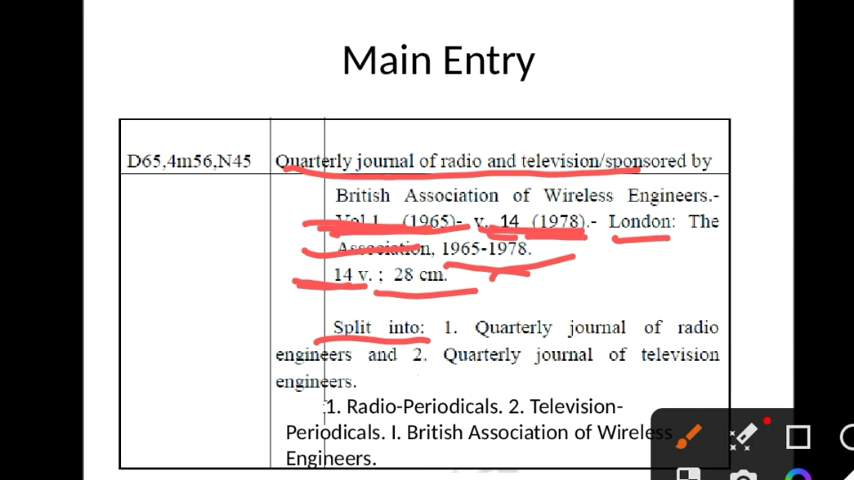 Main Entry
D65,4m56,N45 Quarterly journal of radio and television/sponsored by
British Association of Wireless Engineers.-
Vol.1 (1965)- v. 14 (1978).- London: The
Association, 1965-1978.
14 v. ; 28 cm.
Split into: 1. Quarterly journal of radio
engineers and 2. Quarterly journal of television
engineers.
1. Radio-Periodicals. 2. Television-
Periodicals. I. British Association of Wireless
Engineers.